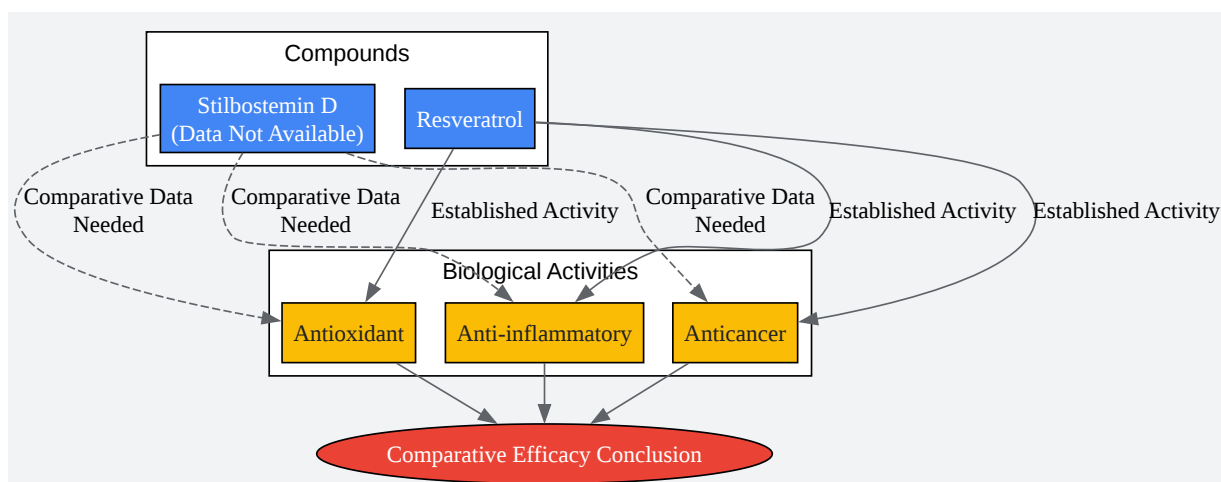 Compounds
Stilbostemin D
(Data Not Available)
Resveratrol
Comparative Data
Needed
Comparative Data
Needed
Established Activity
Comparative Data
Needed
Established Activity
Established Activity
Biological Activities
Antioxidant
Anti-inflammatory
Anticancer
Comparative Efficacy Conclusion